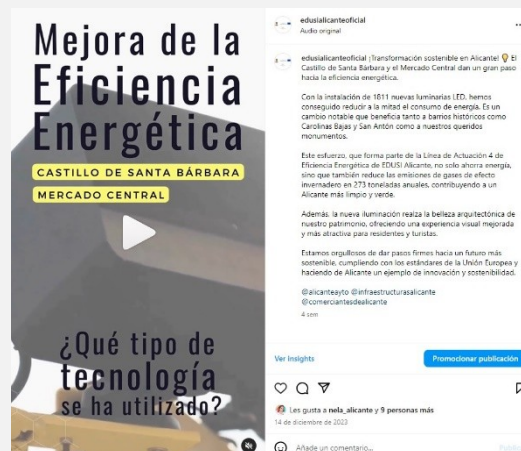 Mejora de la
Eficiencia
Energética
CASTILLO DE SANTA BÁRBARA
MERCADO CENTRAL
¿Qué tipo de
tecnología
se ha utilizado?
edusialicanteoficial
Audio original
edusialicanteoficial ¡Transformación sostenible en Alicante! 💡 El
Castillo de Santa Bárbara y el Mercado Central dan un gran paso
hacia la eficiencia energética.
Con la instalación de 1811 nuevas luminarias LED, hemos
conseguido reducir a la mitad el consumo de energía. Es un
cambio notable que beneficia tanto a barrios históricos como
Carolinas Bajas y San Antón como a nuestros queridos
monumentos.
Este esfuerzo, que forma parte de la Línea de Actuación 4 de
Eficiencia Energética de EDUSI Alicante, no solo ahorra energía,
sino que también reduce las emisiones de gases de efecto
invernadero en 273 toneladas anuales, contribuyendo a un
Alicante más limpio y verde.
Además, la nueva iluminación realza la belleza arquitectónica de
nuestro patrimonio, ofreciendo una experiencia visual mejorada
y más atractiva para residentes y turistas.
Estamos orgullosos de dar pasos firmes hacia un futuro más
sostenible, cumpliendo con los estándares de la Unión Europea y
haciendo de Alicante un ejemplo de innovación y sostenibilidad.
@alicanteayto @infraestructurasalicante
@comerciantesdealicante
4 sem
Ver insights
Promocionar publicación
Les gusta a nela_alicante y 9 personas más
14 de diciembre de 2023
Añade un comentario...